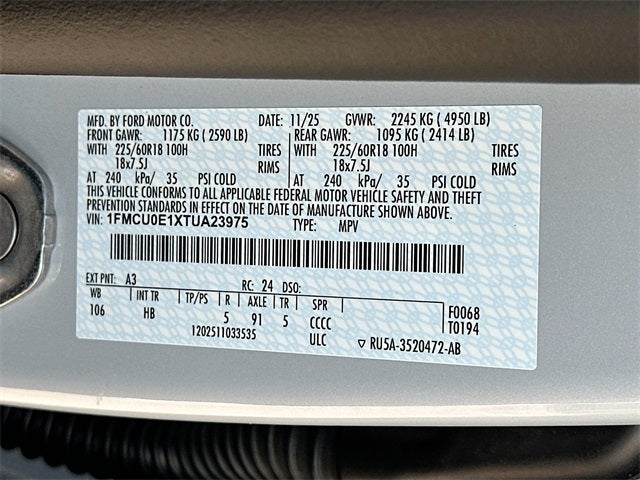 MFD. BY FORD MOTOR CO. DATE: 11/25 GVWR: 2245 KG ( 4950 LB)
FRONT GAWR: 1175 KG ( 2590 LB) REAR GAWR: 1095 KG ( 2414 LB)
WITH 225/60R18 100H TIRES WITH 225/60R18 100H TIRES
18x7.5J RIMS 18x7.5J RIMS
AT 240 kPa/ 35 PSI COLD AT 240 kPa/ 35 PSI COLD
THIS VEHICLE CONFORMS TO ALL APPLICABLE FEDERAL MOTOR VEHICLE SAFETY AND THEFT
PREVENTION STANDARDS IN EFFECT ON THE DATE OF MANUFACTURE SHOWN ABOVE.
VIN: 1FMCU0E1XTUA23975 TYPE: MPV
EXT PNT: A3 RC: 24 DSO:
WB INT TR TP/PS R AXLE TR SPR F0068
106 HB 5 91 5 CCCC T0194
1202511033535 ULC ▽ RU5A-3520472-AB